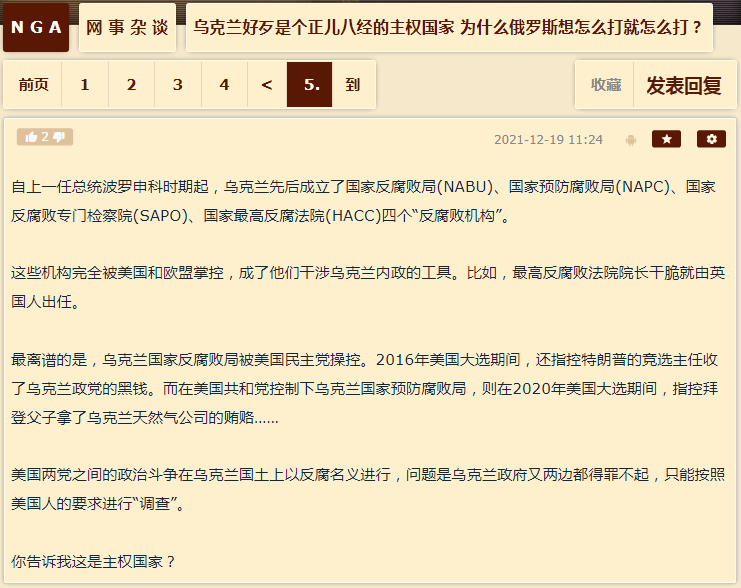 NGA 网事杂谈 乌克兰好歹是个正儿八经的主权国家 为什么俄罗斯想怎么打就怎么打？
前页 1 2 3 4 < 5. 到 收藏 发表回复
2 2021-12-19 11:24
自上一任总统波罗申科时期起，乌克兰先后成立了国家反腐败局(NABU)、国家预防腐败局(NAPC)、国家
反腐败专门检察院(SAPO)、国家最高反腐法院(HACC)四个“反腐败机构”。
这些机构完全被美国和欧盟掌控，成了他们干涉乌克兰内政的工具。比如，最高反腐败法院院长干脆就由英
国人出任。
最离谱的是，乌克兰国家反腐败局被美国民主党操控。2016年美国大选期间，还指控特朗普的竞选主任收
了乌克兰政党的黑钱。而在美国共和党控制下乌克兰国家预防腐败局，则在2020年美国大选期间，指控拜
登父子拿了乌克兰天然气公司的贿赂......
美国两党之间的政治斗争在乌克兰国土上以反腐名义进行，问题是乌克兰政府又两边都得罪不起，只能按照
美国人的要求进行“调查”。
你告诉我这是主权国家？